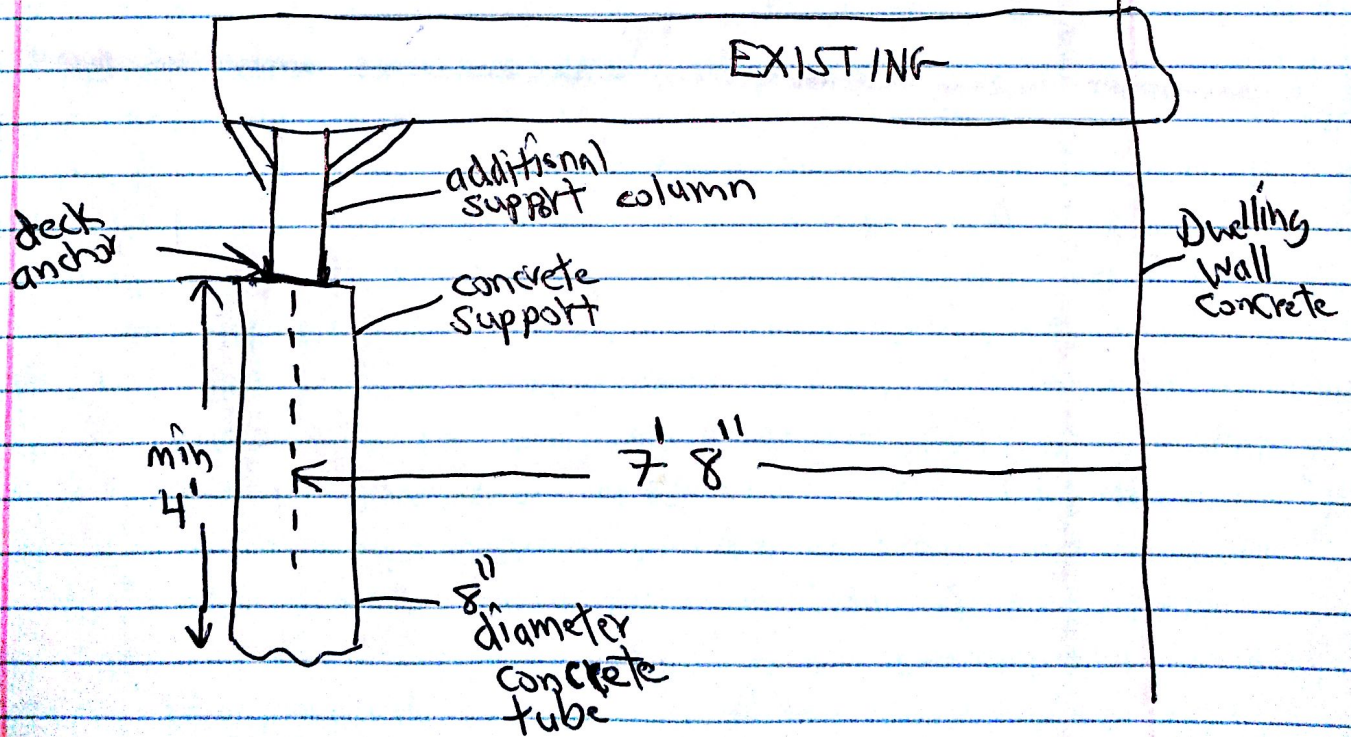 EXISTING
additional
support column
deck
anchor
Dwelling
Wall
concrete
concrete
support
min
4'
7' 8"
8"
diameter
concrete
tube